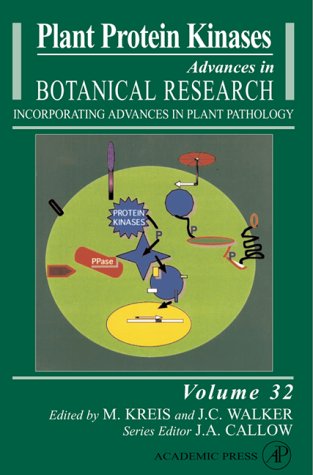 Plant Protein Kinases
Advances in
BOTANICAL RESEARCH
INCORPORATING ADVANCES IN PLANT PATHOLOGY
PROTEIN
KINASES
P
P
P
PPase
P
P
Volume 32
Edited by M. KREIS and J.C. WALKER
Series Editor J.A. CALLOW
ACADEMIC PRESS AP